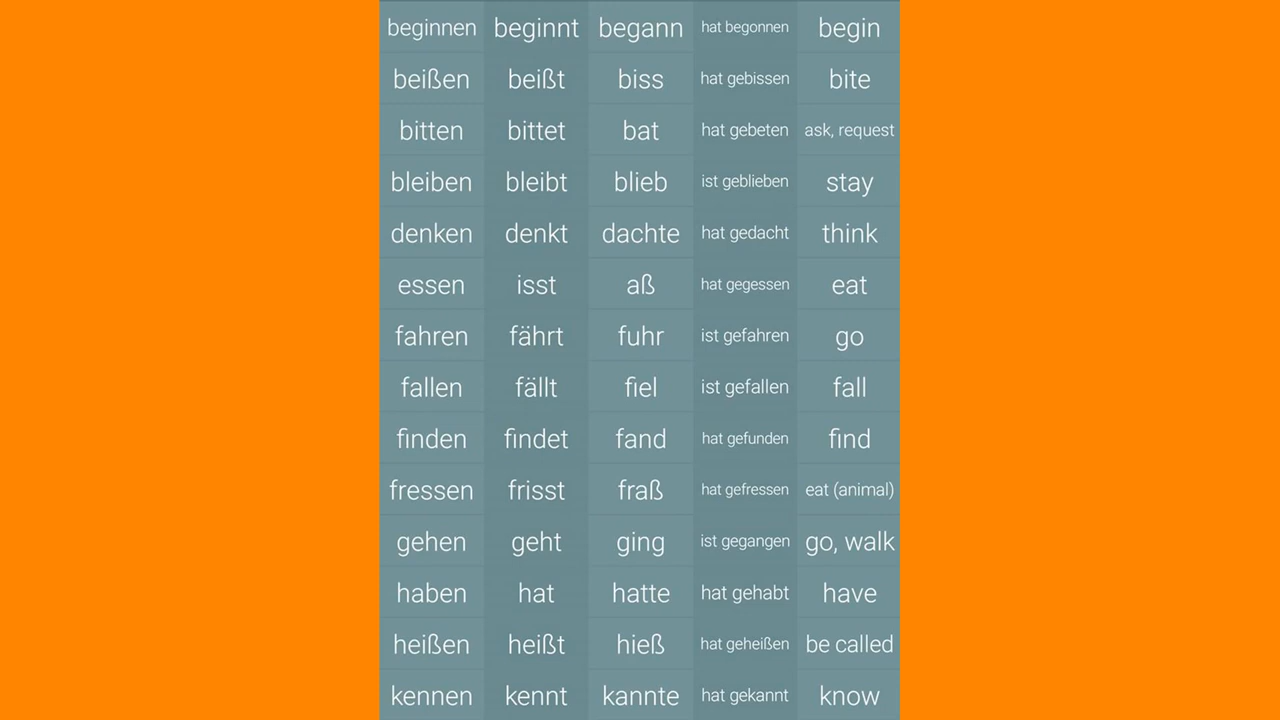 beginnen beginnt begann hat begonnen begin
beißen beißt biss hat gebissen bite
bitten bittet bat hat gebeten ask, request
bleiben bleibt blieb ist geblieben stay
denken denkt dachte hat gedacht think
essen isst aß hat gegessen eat
fahren fährt fuhr ist gefahren go
fallen fällt fiel ist gefallen fall
finden findet fand hat gefunden find
fressen frisst fraß hat gefressen eat (animal)
gehen geht ging ist gegangen go, walk
haben hat hatte hat gehabt have
heißen heißt hieß hat geheißen be called
kennen kennt kannte hat gekannt know